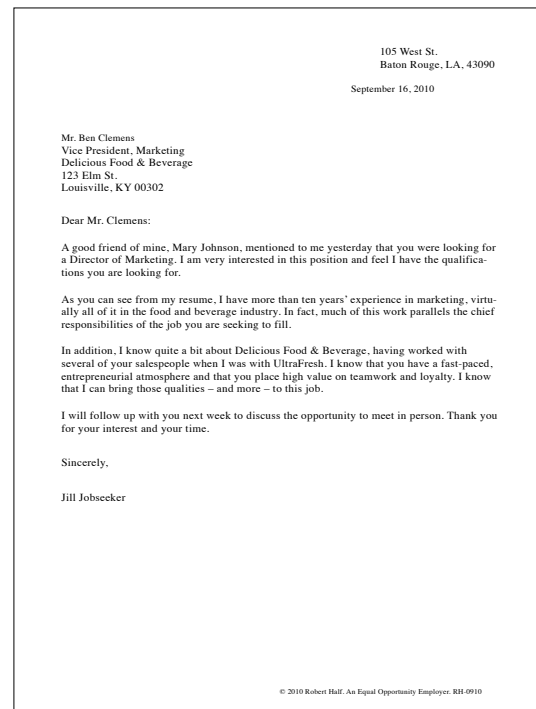 105 West St.
Baton Rouge, LA, 43090
September 16, 2010
Mr. Ben Clemens
Vice President, Marketing
Delicious Food & Beverage
123 Elm St.
Louisville, KY 00302
Dear Mr. Clemens:
A good friend of mine, Mary Johnson, mentioned to me yesterday that you were looking for
a Director of Marketing. I am very interested in this position and feel I have the qualifica-
tions you are looking for.
As you can see from my resume, I have more than ten years’ experience in marketing, virtu-
ally all of it in the food and beverage industry. In fact, much of this work parallels the chief
responsibilities of the job you are seeking to fill.
In addition, I know quite a bit about Delicious Food & Beverage, having worked with
several of your salespeople when I was with UltraFresh. I know that you have a fast-paced,
entrepreneurial atmosphere and that you place high value on teamwork and loyalty. I know
that I can bring those qualities – and more – to this job.
I will follow up with you next week to discuss the opportunity to meet in person. Thank you
for your interest and your time.
Sincerely,
Jill Jobseeker
© 2010 Robert Half. An Equal Opportunity Employer. RH-0910